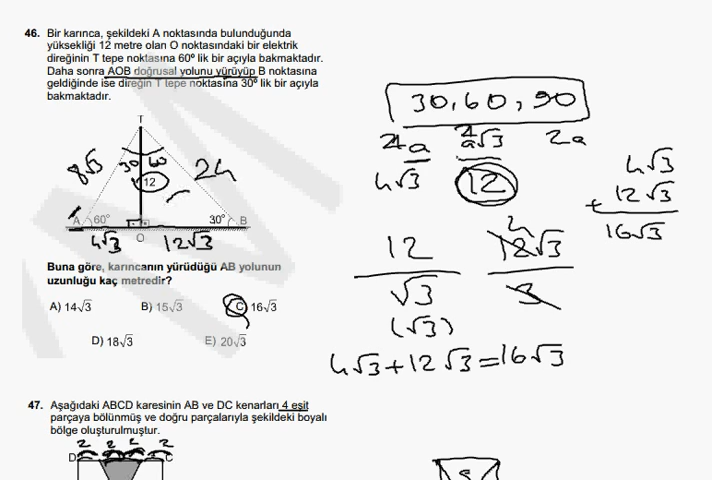 46. Bir karınca, şekildeki A noktasında bulunduğunda
yüksekliği 12 metre olan O noktasındaki bir elektrik
direğinin T tepe noktasına 60º lik bir açıyla bakmaktadır.
Daha sonra AOB doğrusal yolunu yürüyüp B noktasına
geldiğinde ise direğin T tepe noktasına 30º lik bir açıyla
bakmaktadır.
30, 60, 90
a√3 2a
4√3 12
T
8√3 30 60 24
12
A 60° 30° B
4√3 O 12√3
4√3
+ 12√3
16√3
12 12√3
√3 3
(√3)
4√3+12√3=16√3
Buna göre, karıncanın yürüdüğü AB yolunun
uzunluğu kaç metredir?
A) 14√3 B) 15√3 C) 16√3
D) 18√3 E) 20√3
47. Aşağıdaki ABCD karesinin AB ve DC kenarları 4 eşit
parçaya bölünmüş ve doğru parçalarıyla şekildeki boyalı
bölge oluşturulmuştur.
2 2 2 2
D C